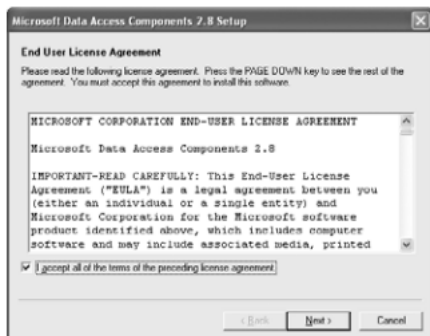 Microsoft Data Access Components 2.8 Setup
End User License Agreement
Please read the following license agreement. Press the PAGE DOWN key to see the rest of the
agreement. You must accept this agreement to install this software.
MICROSOFT CORPORATION END-USER LICENSE AGREEMENT
Microsoft Data Access Components 2.8
IMPORTANT-READ CAREFULLY: This End-User License
Agreement ("EULA") is a legal agreement between you
(either an individual or a single entity) and
Microsoft Corporation for the Microsoft software
product identified above, which includes computer
software and may include associated media, printed
I accept all of the terms of the preceding license agreement
< Back Next > Cancel